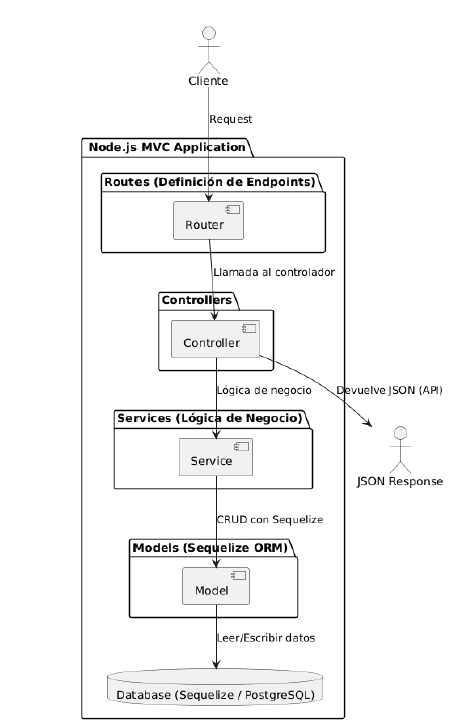 Cliente
Request
Node.js MVC Application
Routes (Definición de Endpoints)
Router
Llamada al controlador
Controllers
Controller
Lógica de negocio
Devuelve JSON (API)
Services (Lógica de Negocio)
Service
JSON Response
CRUD con Sequelize
Models (Sequelize ORM)
Model
Leer/Escribir datos
Database (Sequelize / PostgreSQL)